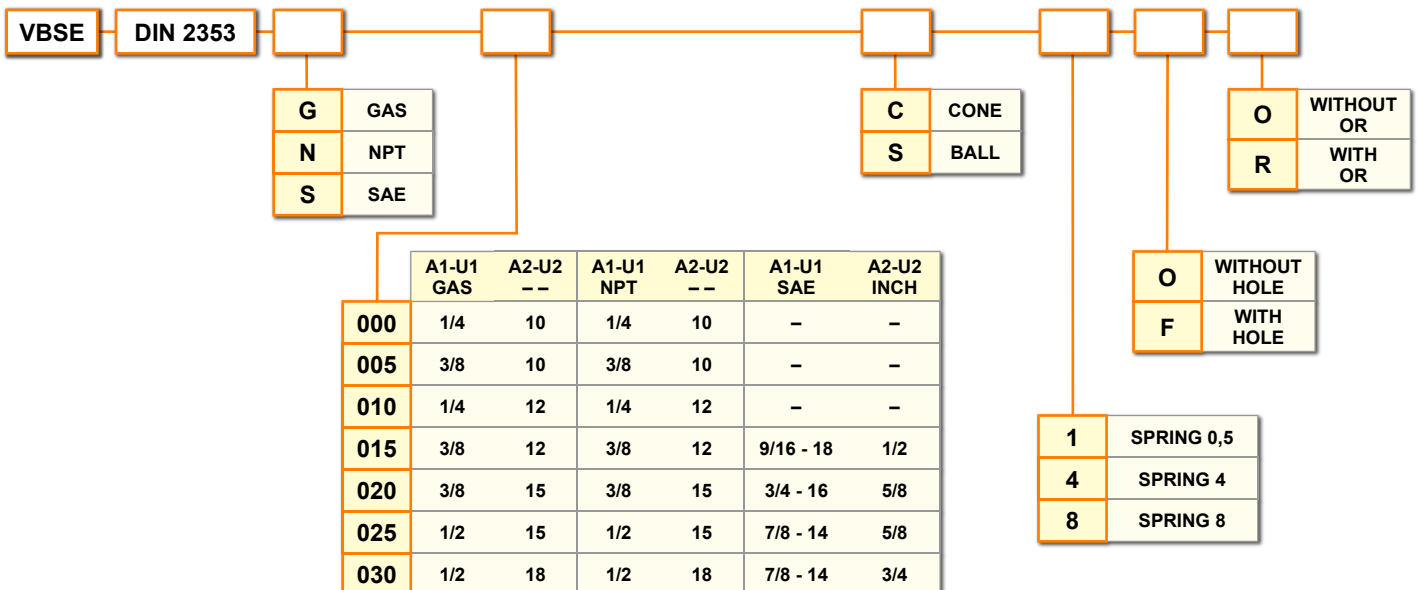 VBSE DIN 2353
G GAS
N NPT
S SAE
C CONE
S BALL
O WITHOUT
OR
R WITH
OR
O WITHOUT
HOLE
F WITH
HOLE
1 SPRING 0,5
4 SPRING 4
8 SPRING 8
A1-U1 A2-U2 A1-U1 A2-U2 A1-U1 A2-U2
GAS – – NPT – – SAE INCH
000 1/4 10 1/4 10 – –
005 3/8 10 3/8 10 – –
010 1/4 12 1/4 12 – –
015 3/8 12 3/8 12 9/16 - 18 1/2
020 3/8 15 3/8 15 3/4 - 16 5/8
025 1/2 15 1/2 15 7/8 - 14 5/8
030 1/2 18 1/2 18 7/8 - 14 3/4